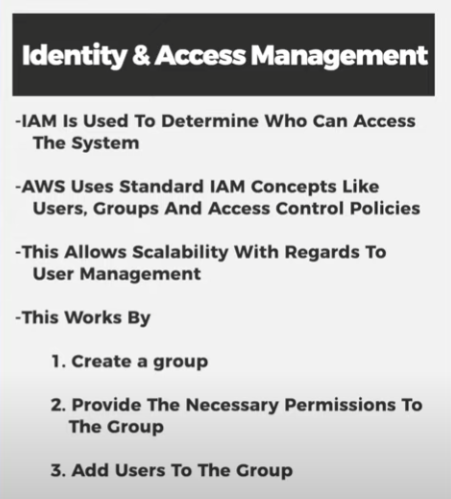 Identity & Access Management
-IAM Is Used To Determine Who Can Access
The System
-AWS Uses Standard IAM Concepts Like
Users, Groups And Access Control Policies
-This Allows Scalability With Regards To
User Management
-This Works By
1. Create a group
2. Provide The Necessary Permissions To
The Group
3. Add Users To The Group